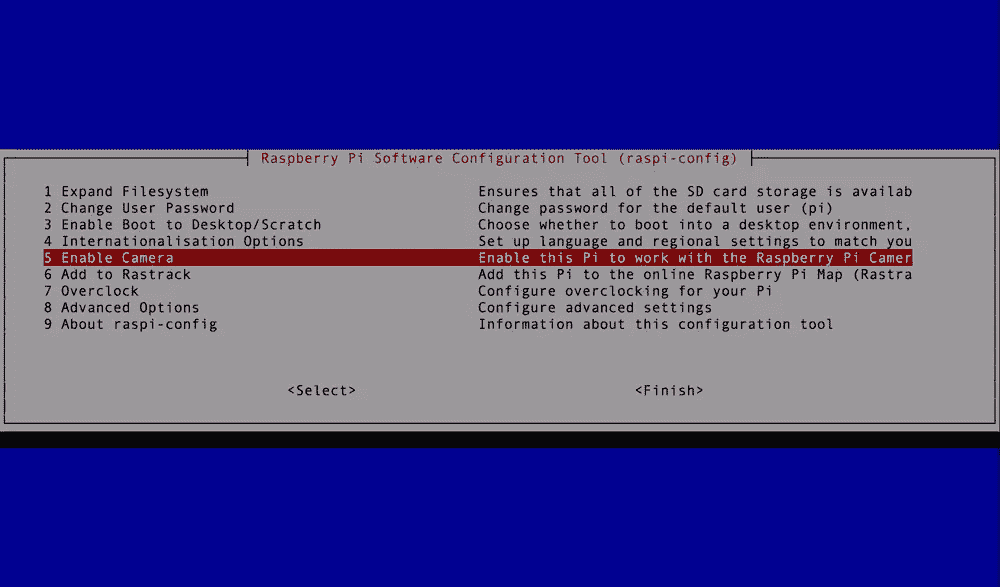 Raspberry Pi Software Configuration Tool (raspi-config)
1 Expand Filesystem Ensures that all of the SD card storage is availab
2 Change User Password Change password for the default user (pi)
3 Enable Boot to Desktop/Scratch Choose whether to boot into a desktop environment,
4 Internationalisation Options Set up language and regional settings to match you
5 Enable Camera Enable this Pi to work with the Raspberry Pi Camer
6 Add to Rastrack Add this Pi to the online Raspberry Pi Map (Rastra
7 Overclock Configure overclocking for your Pi
8 Advanced Options Configure advanced settings
9 About raspi-config Information about this configuration tool
<Select> <Finish>